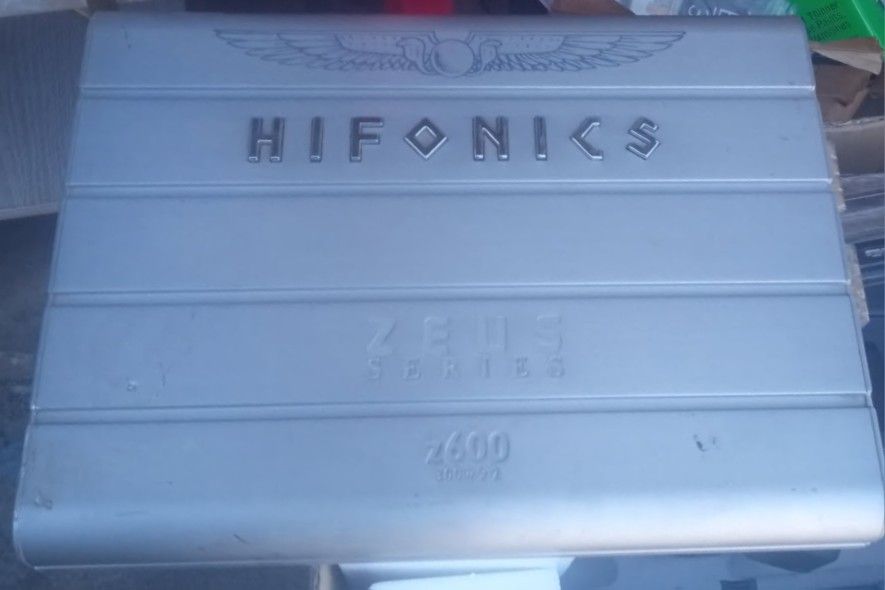 HIFONICS
ZEUS
SERIES
z600